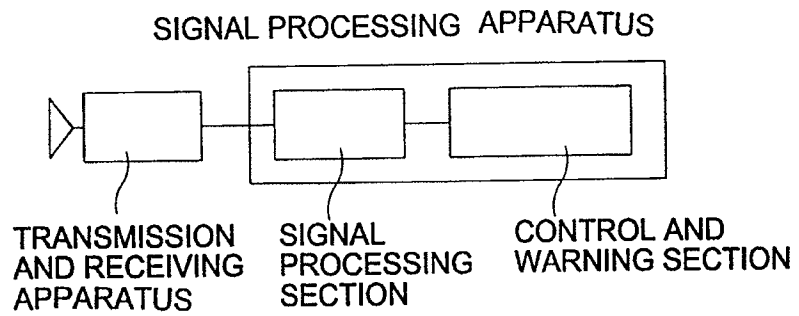 SIGNAL PROCESSING APPARATUS
TRANSMISSION
AND RECEIVING
APPARATUS
SIGNAL
PROCESSING
SECTION
CONTROL AND
WARNING SECTION